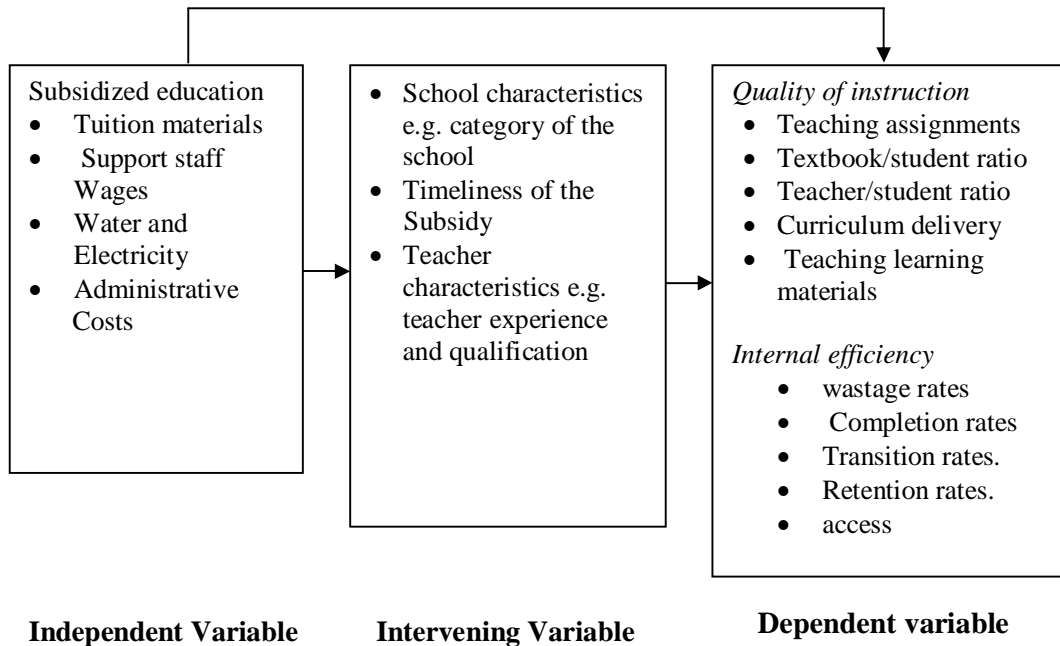 Subsidized education
• Tuition materials
• Support staff
Wages
• Water and
Electricity
• Administrative
Costs
• School characteristics
e.g. category of the
school
• Timeliness of the
Subsidy
• Teacher
characteristics e.g.
teacher experience
and qualification
Quality of instruction
• Teaching assignments
• Textbook/student ratio
• Teacher/student ratio
• Curriculum delivery
• Teaching learning
materials
Internal efficiency
• wastage rates
• Completion rates
• Transition rates.
• Retention rates.
• access
Independent Variable
Intervening Variable
Dependent variable